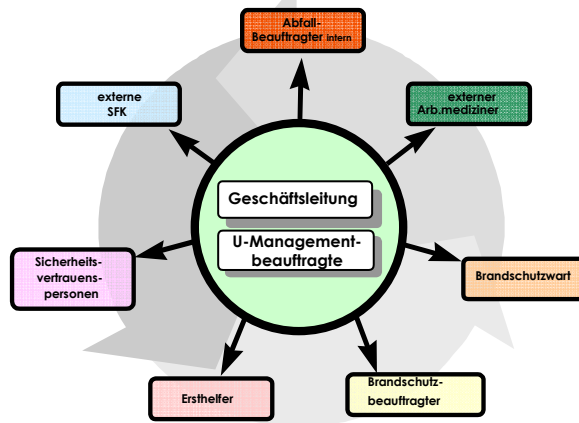 Abfall-
Beauftragter intern
externe
SFK
externer
Arb.mediziner
Geschäftsleitung
U-Management-
beauftragte
Sicherheits-
vertrauens-
personen
Brandschutzwart
Ersthelfer
Brandschutz-
beauftragter